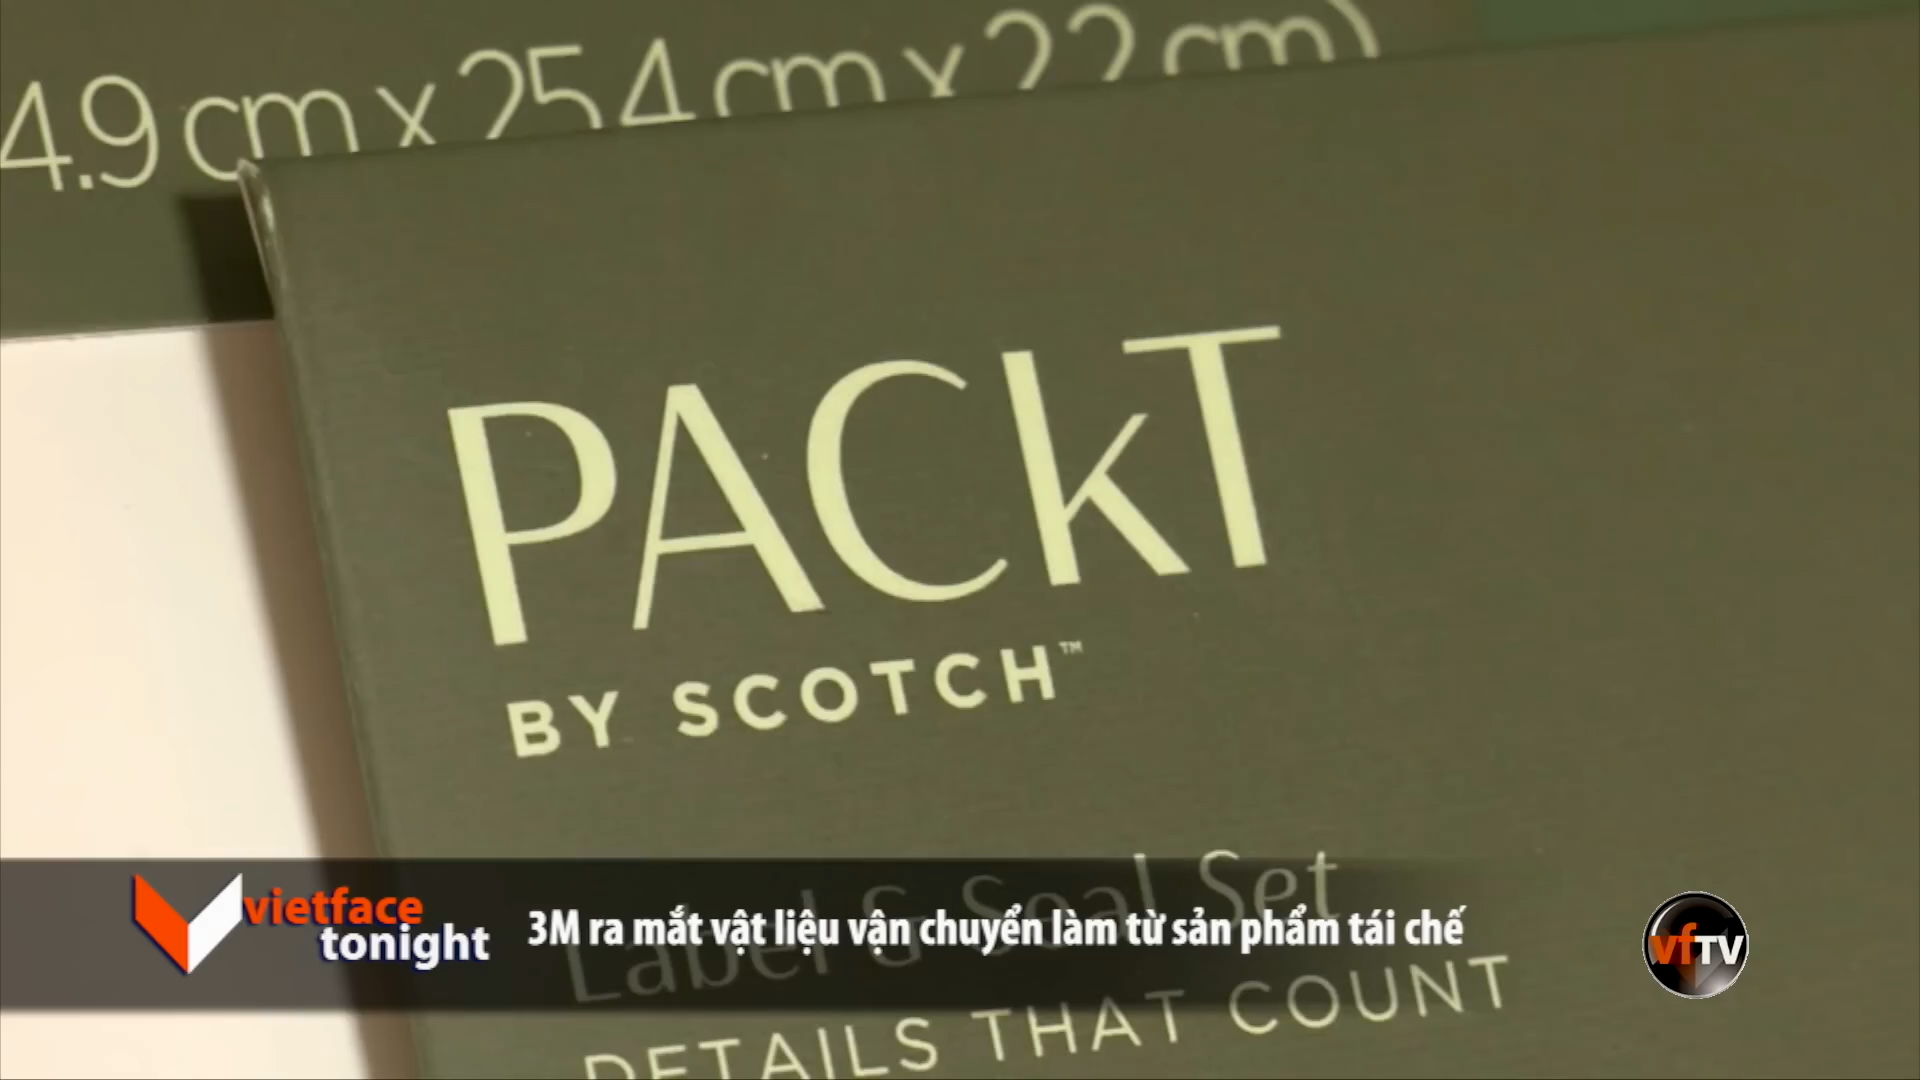 4.9 cm x 25.4 cm x 22 cm)
PACkT
BY SCOTCH™
Label & Seal Set
DETAILS THAT COUNT
vietface
tonight
3M ra mắt vật liệu vận chuyển làm từ sản phẩm tái chế
vfTV